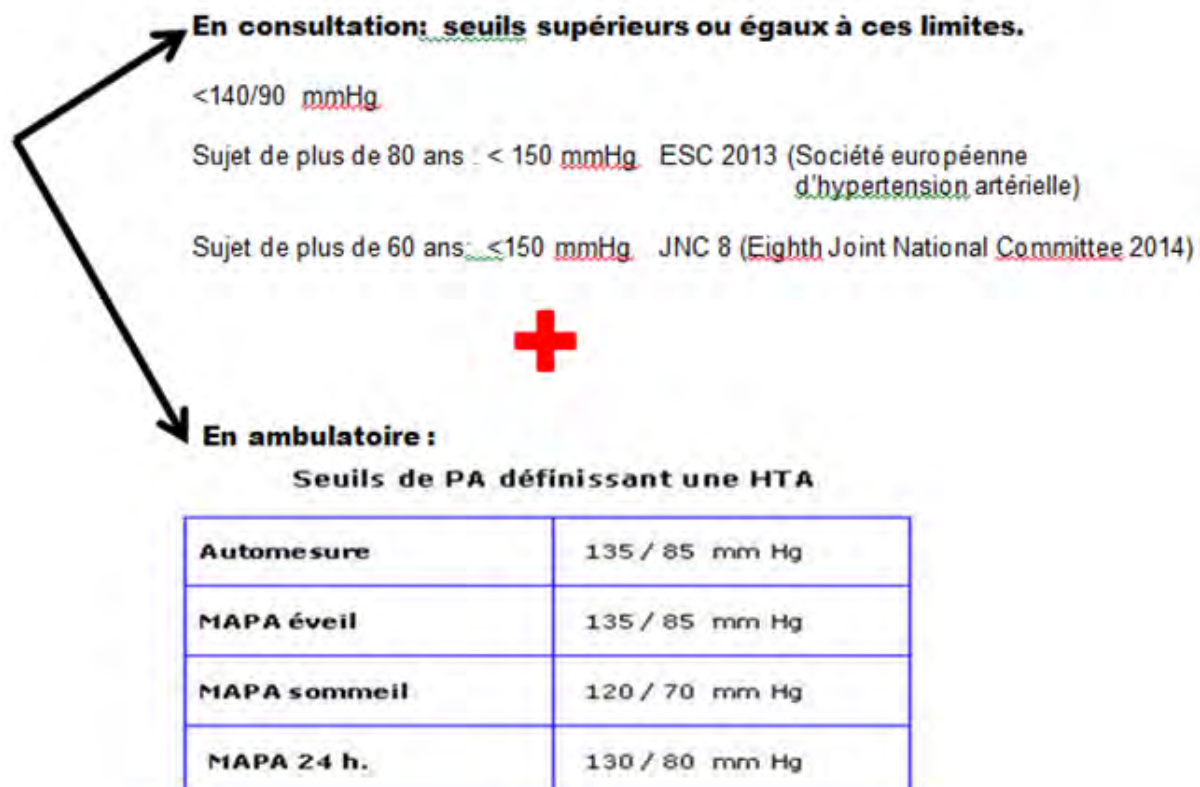 En consultation: seuils supérieurs ou égaux à ces limites.
<140/90 mmHg
Sujet de plus de 80 ans : < 150 mmHg ESC 2013 (Société européenne
d'hypertension artérielle)
Sujet de plus de 60 ans: <150 mmHg JNC 8 (Eighth Joint National Committee 2014)
En ambulatoire :
Seuils de PA définissant une HTA
Automesure 135 / 85 mm Hg
MAPA éveil 135 / 85 mm Hg
MAPA sommeil 120 / 70 mm Hg
MAPA 24 h. 130 / 80 mm Hg